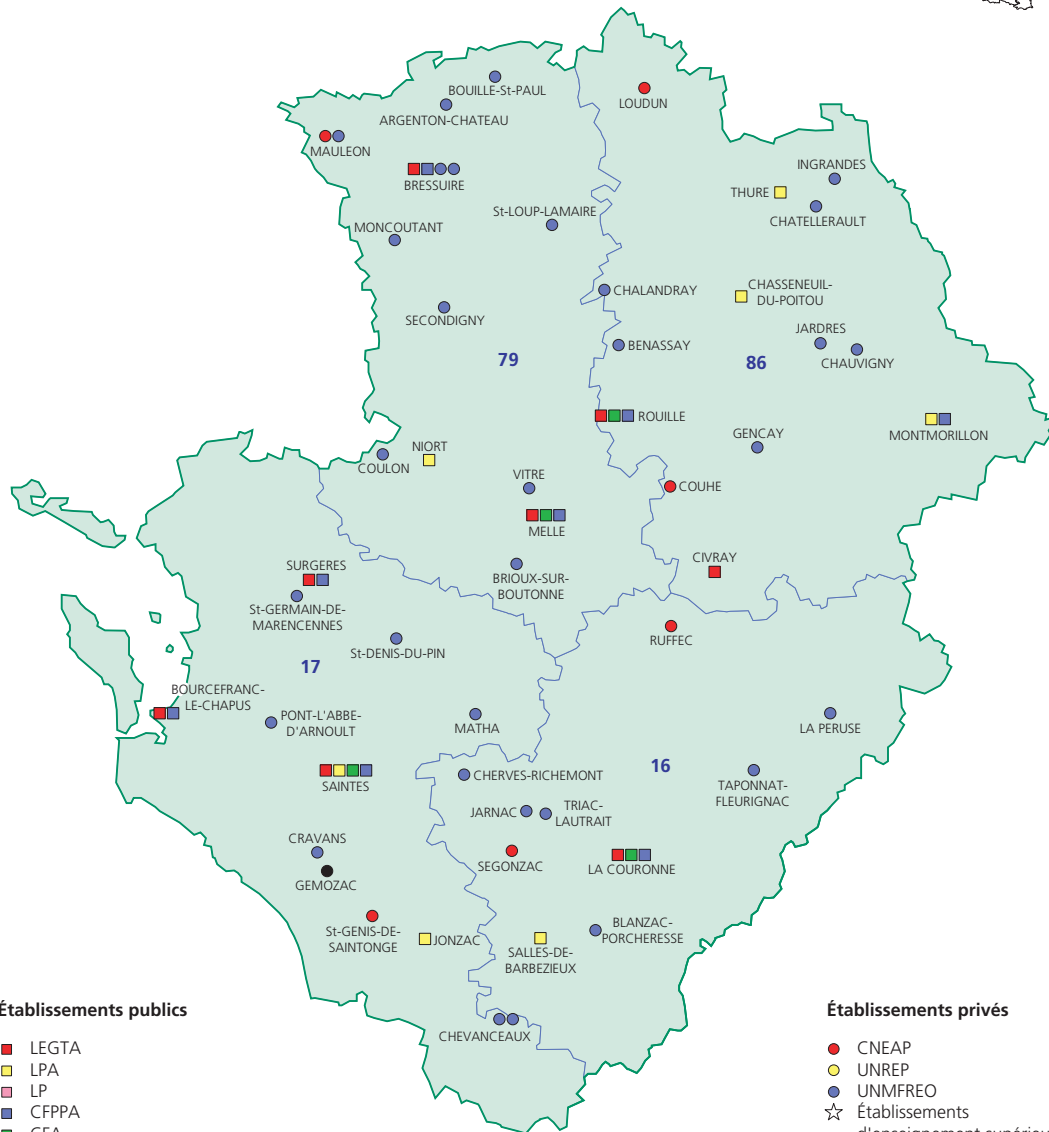 BOUILLE-St-PAUL
LOUDUN
ARGENTON-CHATEAU
MAULEON
INGRANDES
BRESSUIRE
THURE
St-LOUP-LAMAIRE
CHATELLERAULT
MONCOUTANT
CHALANDRAY
CHASSENEUIL-
DU-POITOU
SECONDIGNY
JARDRES
BENASSAY
79
86
CHAUVIGNY
ROUILLE
GENCAY
MONTMORILLON
NIORT
COULON
VITRE
COUHE
MELLE
CIVRAY
SURGERES
BRIOUX-SUR-
BOUTONNE
St-GERMAIN-DE-
MARENCENNES
RUFFEC
St-DENIS-DU-PIN
17
BOURCEFRANC-
LE-CHAPUS
PONT-L'ABBE-
D'ARNOULT
MATHA
LA PERUSE
16
CHERVES-RICHEMONT
SAINTES
TAPONNAT-
FLEURIGNAC
JARNAC
TRIAC-
LAUTRAIT
CRAVANS
SEGONZAC
LA COURONNE
GEMOZAC
St-GENIS-DE-
SAINTONGE
JONZAC
BLANZAC-
PORCHERESSE
SALLES-DE-
BARBEZIEUX
CHEVANCEAUX
Établissements publics
LEGTA
LPA
LP
CFPPA
CFA
Établissements privés
CNEAP
UNREP
UNMFREO
Établissements
d'enseignement supérieu